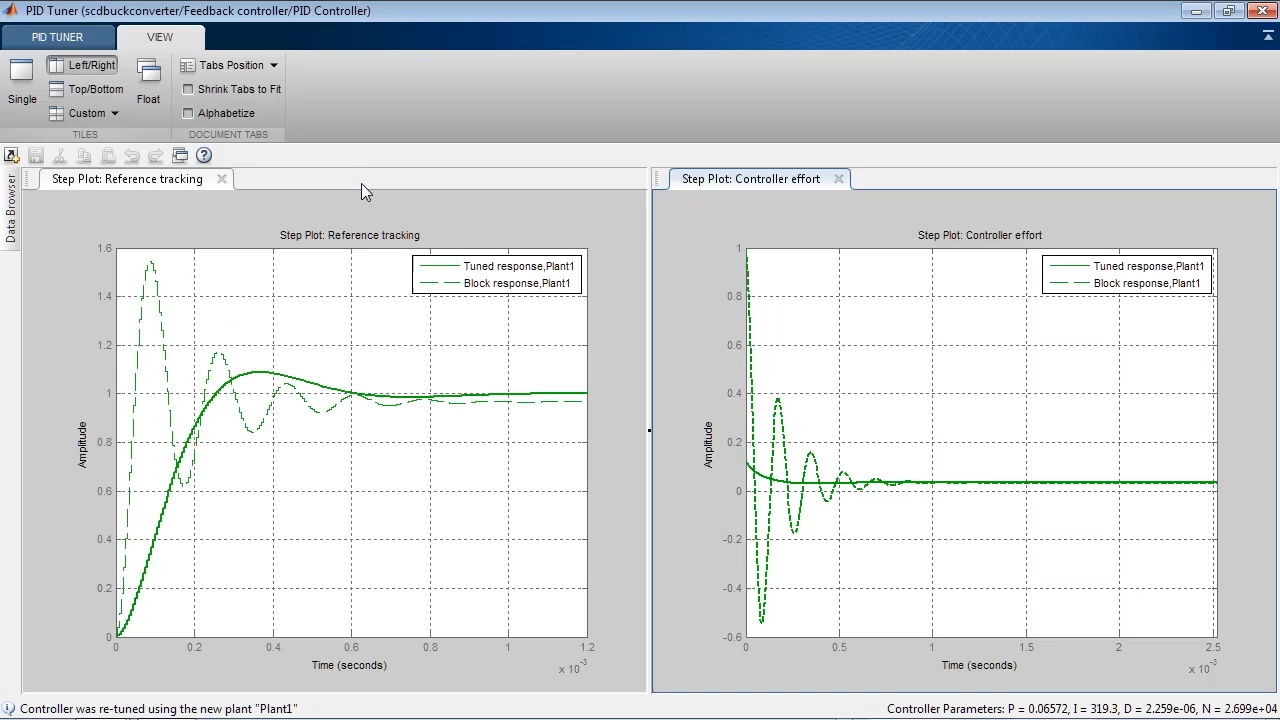 PID Tuner (scdbuckconverter/Feedback controller/PID Controller)
PID TUNER
VIEW
Single
Left/Right
Top/Bottom
Custom
Float
TILES
Tabs Position
Shrink Tabs to Fit
Alphabetize
DOCUMENT TABS
Data Browser
Step Plot: Reference tracking
Step Plot: Reference tracking
Tuned response,Plant1
Block response,Plant1
Amplitude
1.6
1.4
1.2
1
0.8
0.6
0.4
0.2
0
0 0.2 0.4 0.6 0.8 1 1.2
x 10-3
Time (seconds)
Step Plot: Controller effort
Step Plot: Controller effort
Tuned response,Plant1
Block response,Plant1
Amplitude
1
0.8
0.6
0.4
0.2
0
-0.2
-0.4
-0.6
0 0.5 1 1.5 2 2.5
x 10-3
Time (seconds)
Controller was re-tuned using the new plant "Plant1"
Controller Parameters: P = 0.06572, I = 319.3, D = 2.259e-06, N = 2.699e+04